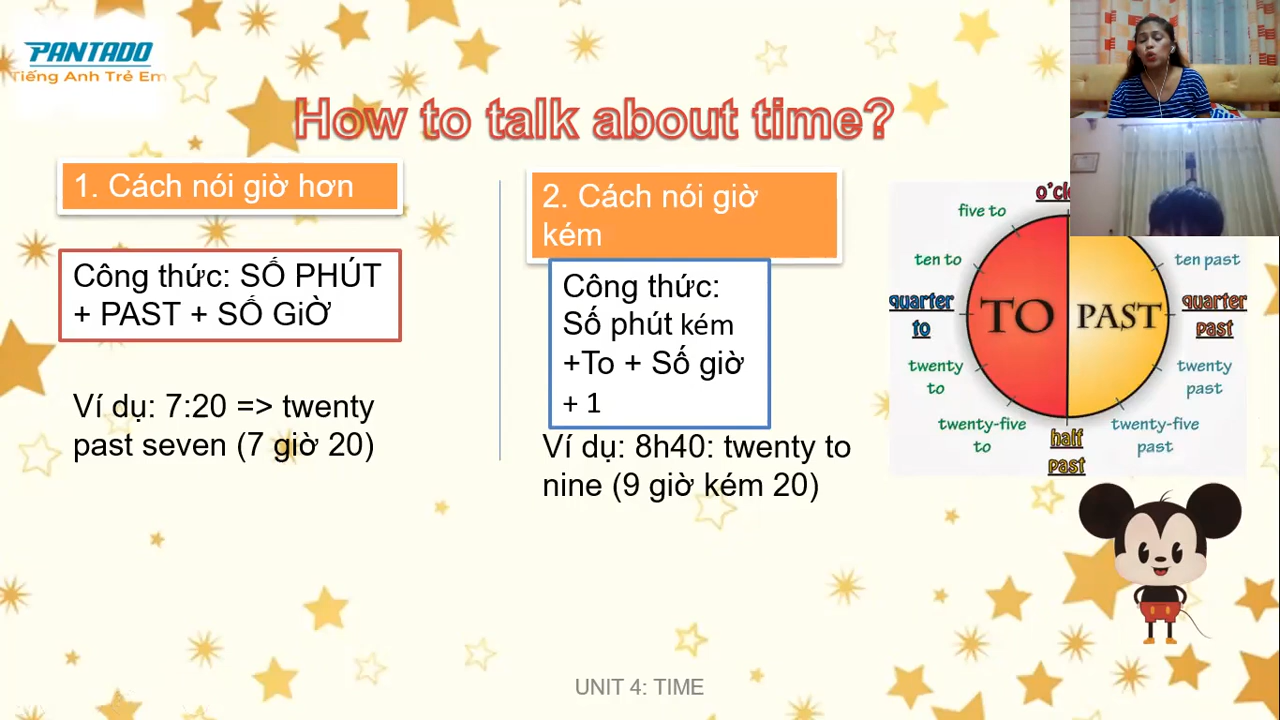 PANTADO
Tiếng Anh Trẻ Em
How to talk about time?
1. Cách nói giờ hơn
Công thức: SỐ PHÚT
+ PAST + SỐ GiỜ
Ví dụ: 7:20 => twenty
past seven (7 giờ 20)
2. Cách nói giờ
kém
Công thức:
Số phút kém
+To + Số giờ
+ 1
Ví dụ: 8h40: twenty to
nine (9 giờ kém 20)
five to
ten to
quarter
to
twenty
to
twenty-five
to
half
past
TO
PAST
ten past
quarter
past
twenty
past
twenty-five
past
UNIT 4: TIME